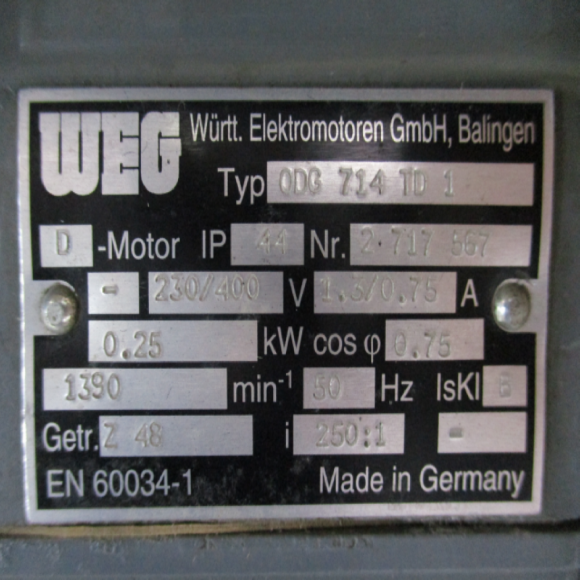 WEG Württ. Elektromotoren GmbH, Balingen
Typ ODG 714 TD 1
D -Motor IP 44 Nr. 2·717 567
- 230/400 V 1.3/0.75 A
0.25 kW cos φ 0.75
1390 min-1 50 Hz IsKl B
Getr. Z 48 i 250:1 -
EN 60034-1 Made in Germany